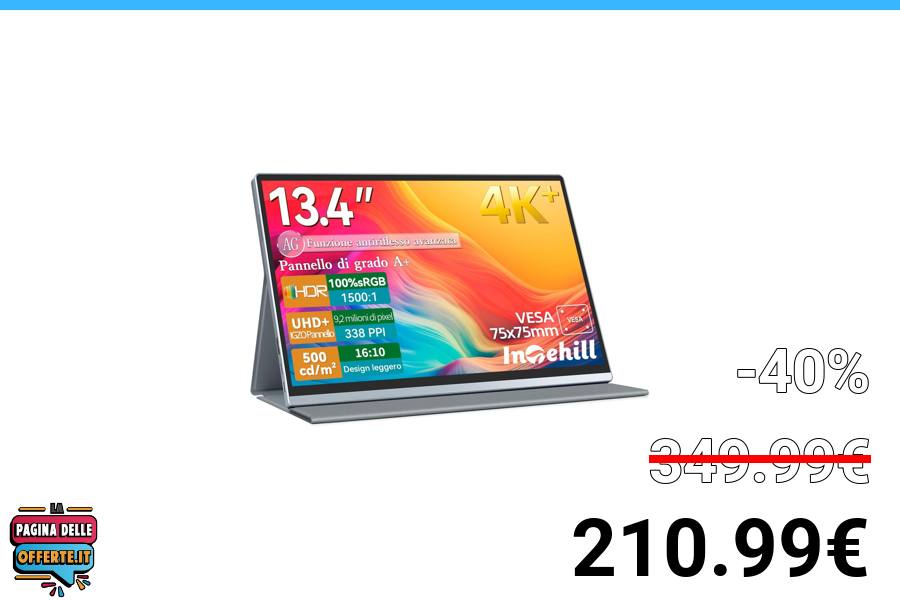 13.4"
4K+
AG Funzione antiriflesso avanzata
Pannello di grado A+
HDR
100%sRGB
1500:1
UHD+
IGZO Pannello
9,2 milioni di pixel
338 PPI
500
cd/m²
16:10
Design leggero
VESA
75x75mm
VESA
Intehill
-40%
349.99€
210.99€
LA
PAGINA DELLE
OFFERTE.IT